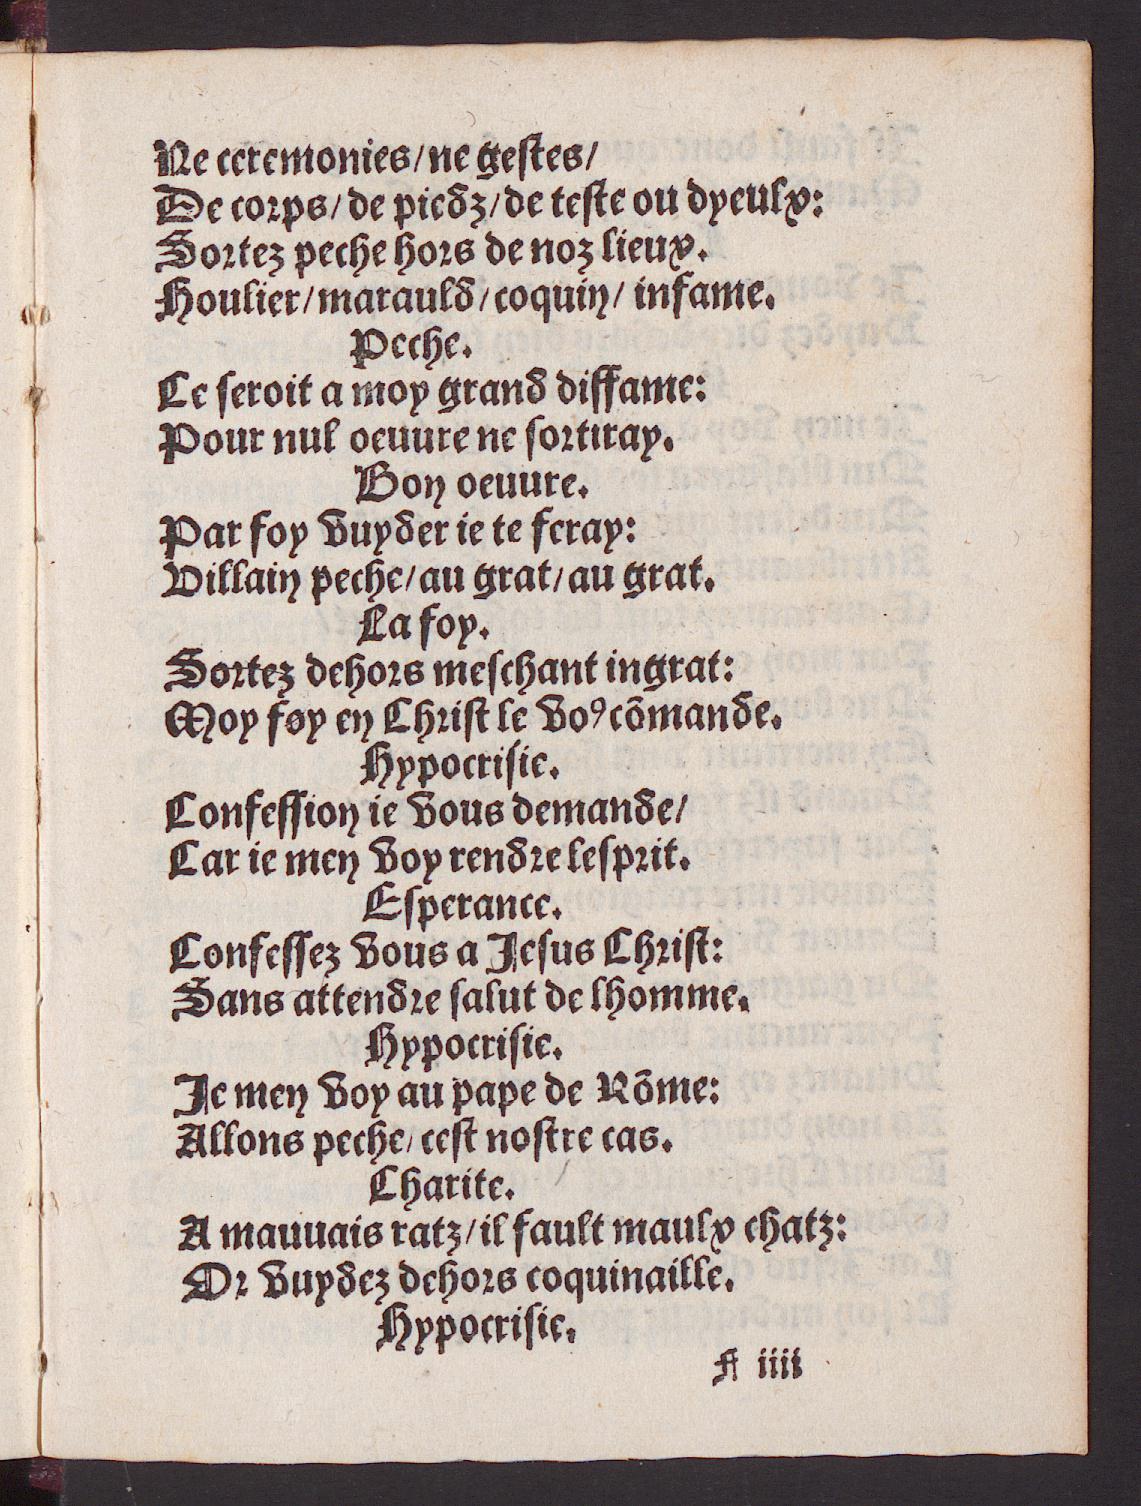 Ne ceremonies/ne gestes/
De corps/de piedz/de teste ou dyeulx:
Sortez peche hors de noz lieux.
Houlier/marauld/coquin/ infame.
Peche.
Ce seroit a moy grand diffame:
Pour nul oeuure ne sortiray.
Bon oeuure.
Par foy vuyder ie te feray:
Villain peche/au grat/au grat.
La foy.
Sortez dehors meschant ingrat:
Moy foy en Christ le voꝰ cõmande.
Hypocrisie.
Confession ie vous demande/
Car ie men voy rendre lesprit.
Esperance.
Confessez vous a Jesus Christ:
Sans attendre salut de lhomme.
Hypocrisie.
Je men voy au pape de Rõme:
Allons peche/cest nostre cas.
Charite.
A mauuais ratz/il fault maulx chatz:
Or vuydez dehors coquinaille.
Hypocrisie.
A iiii